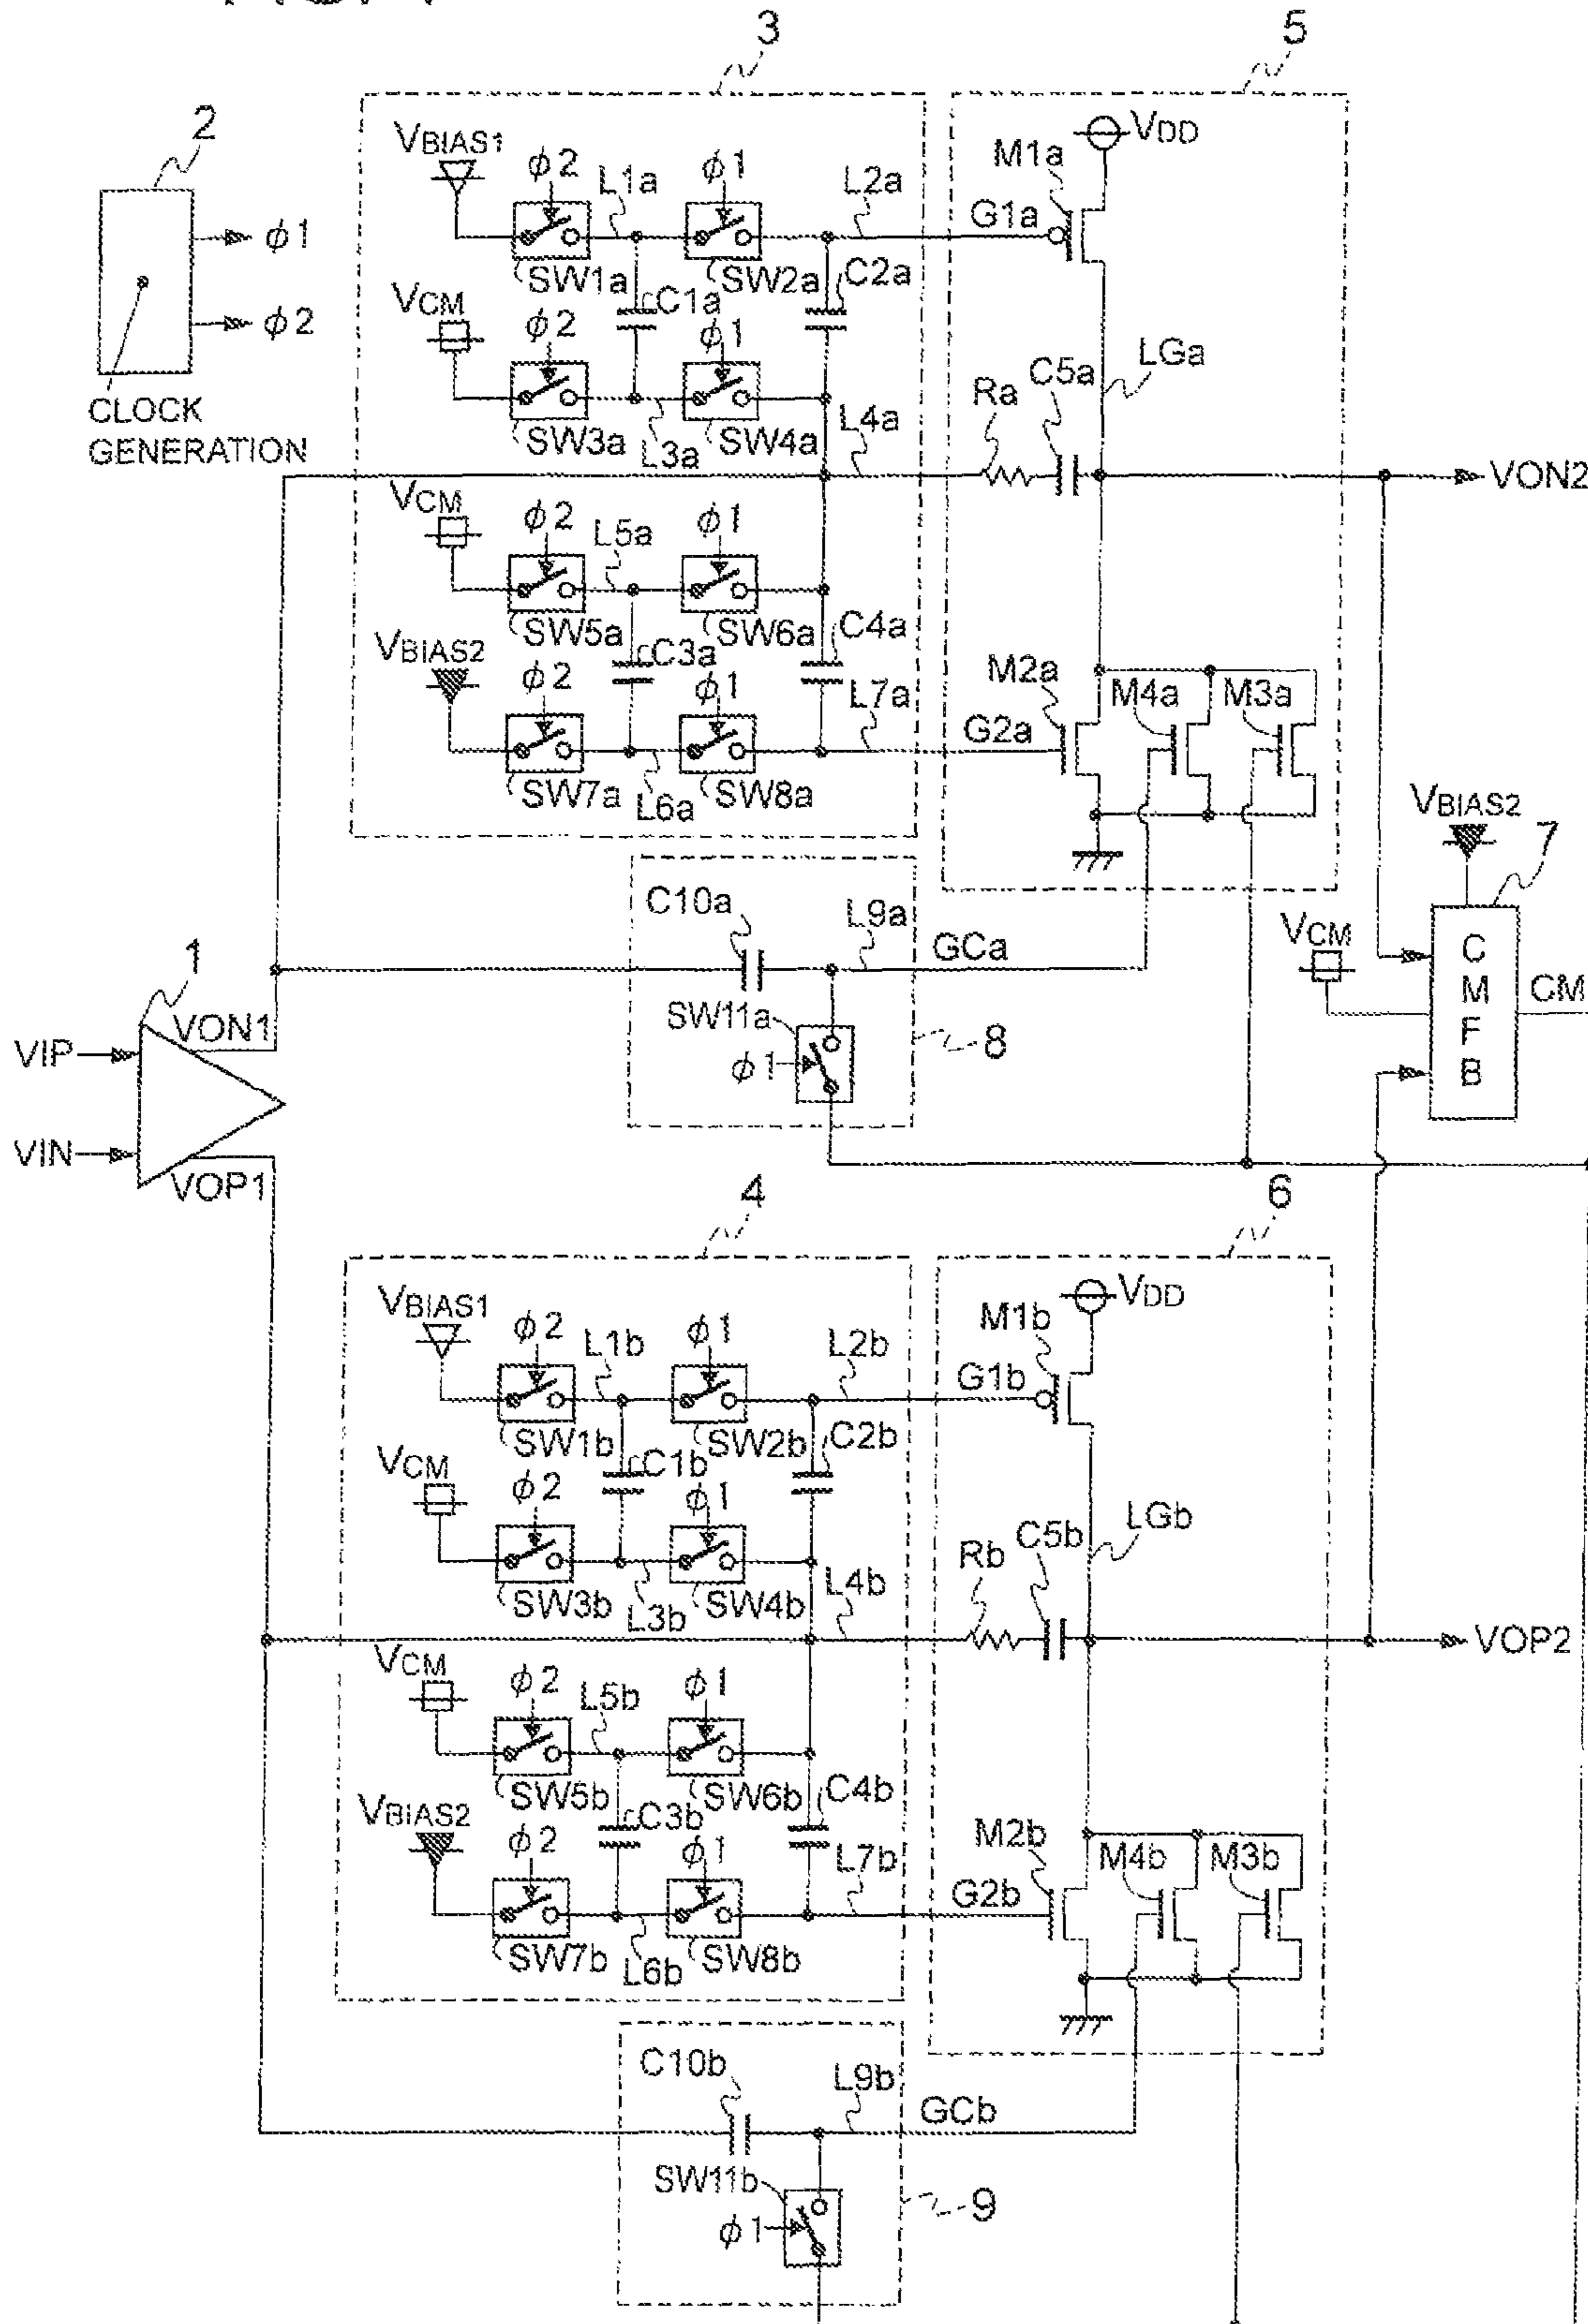 3
5
2
VBIAS1
φ2
L1a
φ1
L2a
M1a
VDD
G1a
φ1
φ2
SW1a
SW2a
C1a
C2a
VCM
φ2
φ1
CLOCK
GENERATION
SW3a
L3a
SW4a
L4a
Ra
C5a
LGa
VON2
VCM
φ2
L5a
φ1
SW5a
SW6a
C3a
C4a
VBIAS2
φ2
φ1
L7a
M2a
M4a
M3a
G2a
SW7a
L6a
SW8a
VBIAS2
7
C10a
L9a
GCa
VCM
C
M
F
B
CM
1
VON1
SW11a
φ1
8
VIP
VIN
VOP1
4
6
VBIAS1
φ2
L1b
φ1
L2b
M1b
VDD
G1b
SW1b
SW2b
C1b
C2b
VCM
φ2
φ1
SW3b
L3b
SW4b
L4b
Rb
C5b
LGb
VOP2
VCM
φ2
L5b
φ1
SW5b
SW6b
C3b
C4b
VBIAS2
φ2
φ1
L7b
M2b
M4b
M3b
G2b
SW7b
L6b
SW8b
C10b
L9b
GCb
SW11b
φ1
9